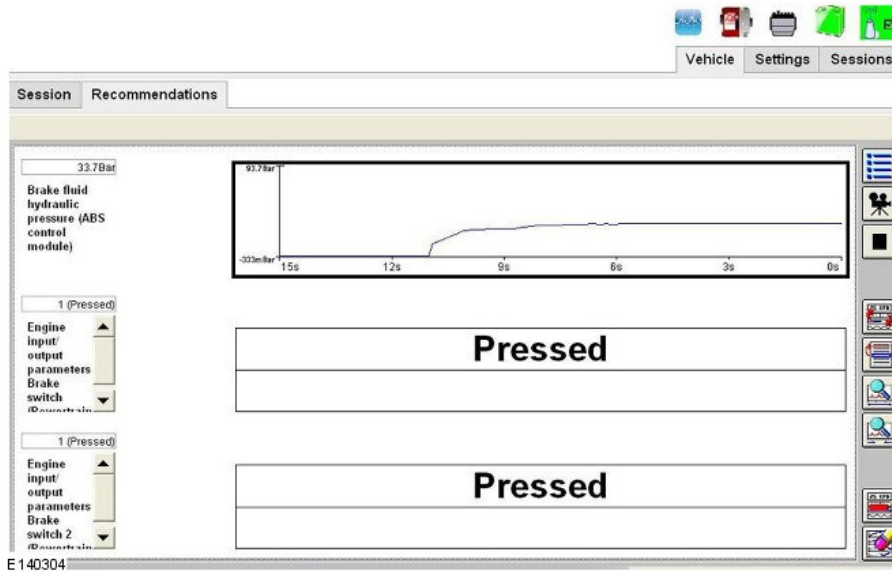 Vehicle Settings Sessions
Session Recommendations
33.7Bar
Brake fluid
hydraulic
pressure (ABS
control
module)
93.7Bar
-333mBar
15s 12s 9s 6s 3s 0s
1 (Pressed)
Engine
input/
output
parameters
Brake
switch
Pressed
1 (Pressed)
Engine
input/
output
parameters
Brake
switch 2
Pressed
E140304